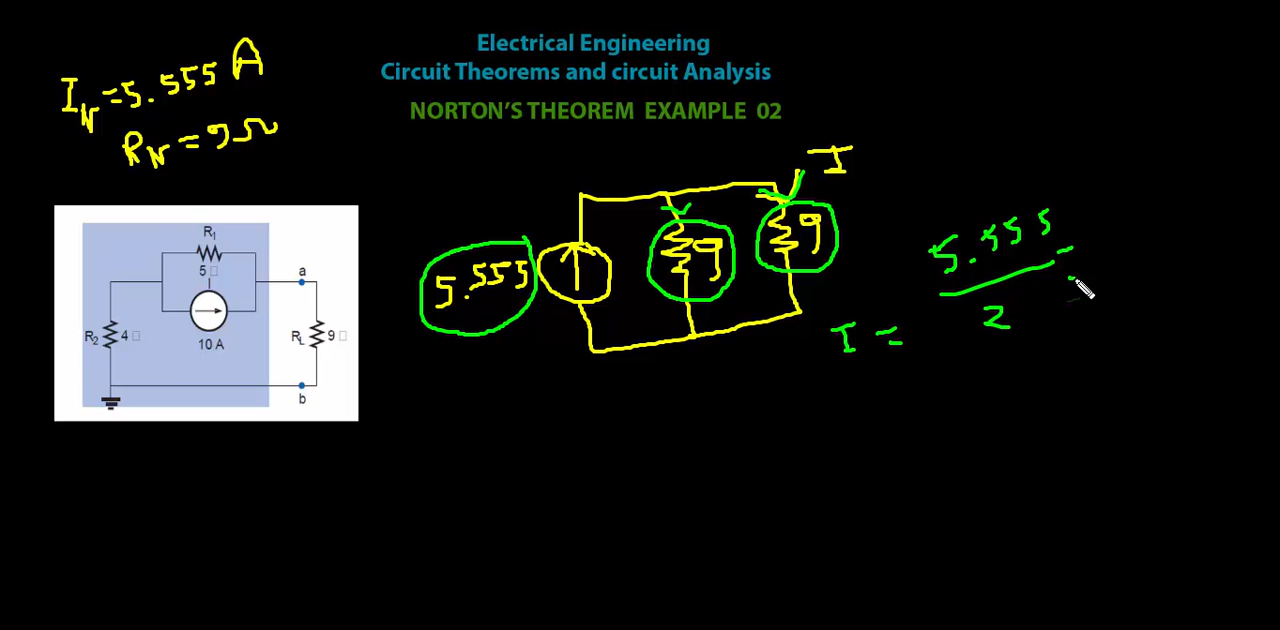 Electrical Engineering
Circuit Theorems and circuit Analysis
NORTON'S THEOREM EXAMPLE 02
I_N = 5.555 A
R_N = 9Ω
R1
5 □
10 A
R2 4 □
a
RL 9 □
b
5.555
9
9
I
I = 5.555 / 2 =